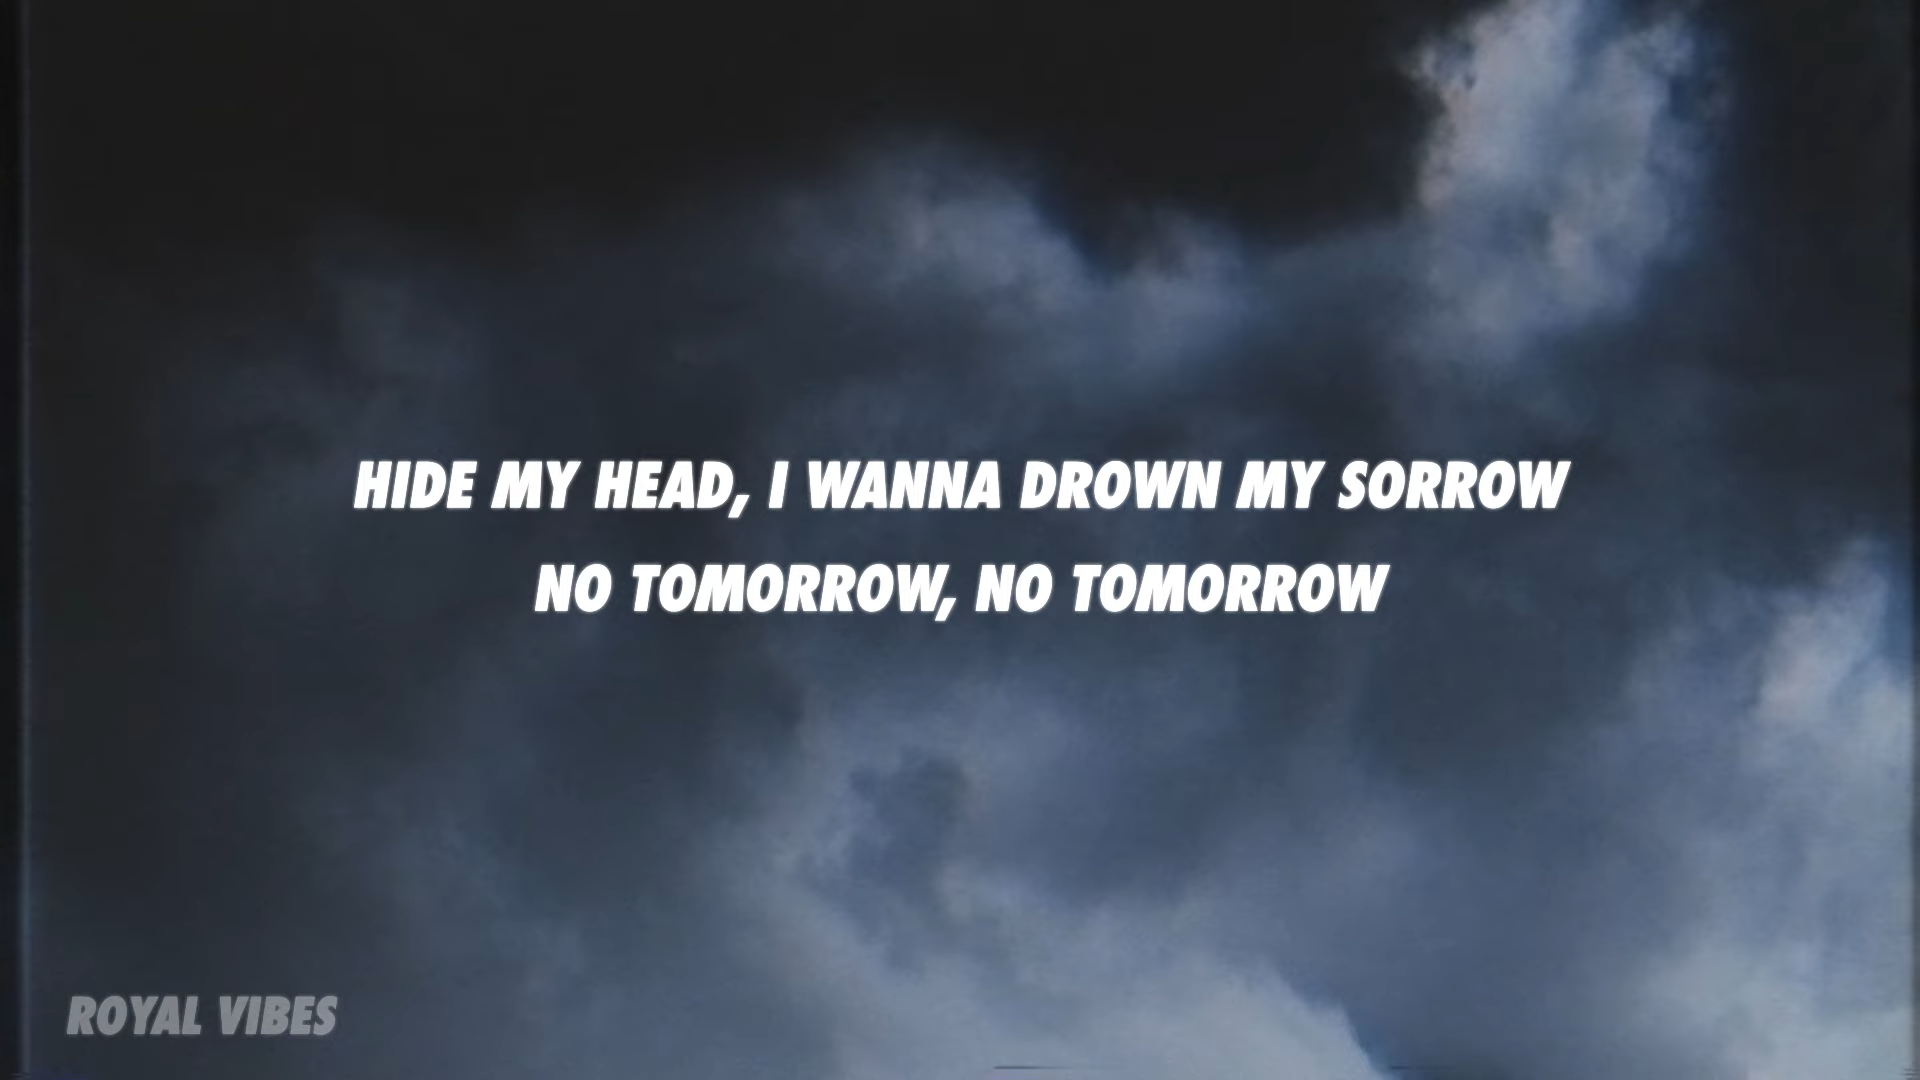 HIDE MY HEAD, I WANNA DROWN MY SORROW
NO TOMORROW, NO TOMORROW
ROYAL VIBES